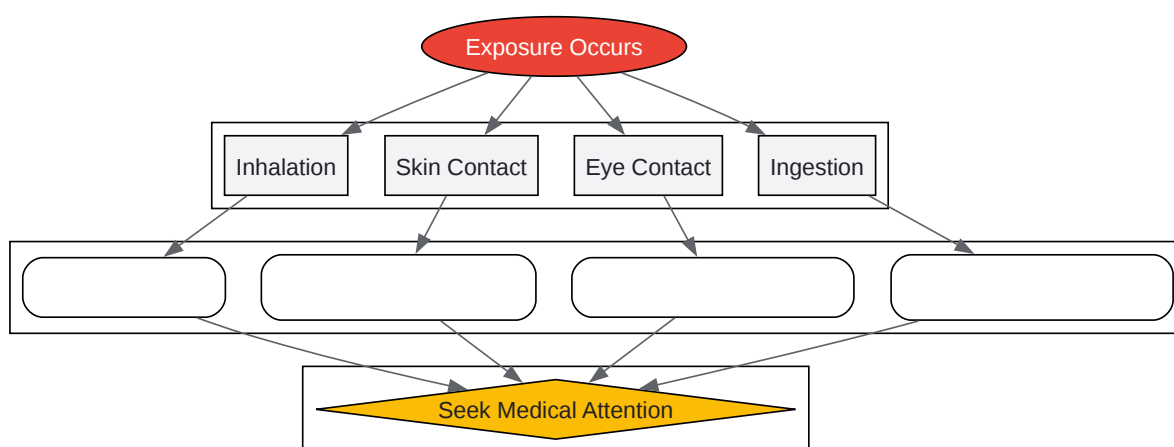 Exposure Occurs
Inhalation
Skin Contact
Eye Contact
Ingestion
Seek Medical Attention